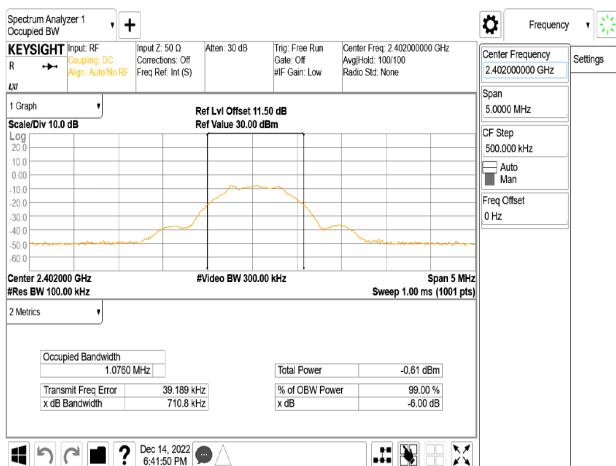 Spectrum Analyzer 1
Occupied BW
+
Frequency
KEYSIGHT Input: RF Input Z: 50 Ω Atten: 30 dB Trig: Free Run Center Freq: 2.402000000 GHz
R Coupling: DC Corrections: Off Gate: Off Avg|Hold: 100/100
Align: Auto/No RF Freq Ref: Int (S) #IF Gain: Low Radio Std: None
LXI
Center Frequency
2.402000000 GHz
Settings
Span
5.0000 MHz
CF Step
500.000 kHz
Auto
Man
Freq Offset
0 Hz
1 Graph
Ref Lvl Offset 11.50 dB
Scale/Div 10.0 dB Ref Value 30.00 dBm
Log
20.0
10.0
0.00
-10.0
-20.0
-30.0
-40.0
-50.0
-60.0
Center 2.402000 GHz #Video BW 300.00 kHz Span 5 MHz
#Res BW 100.00 kHz Sweep 1.00 ms (1001 pts)
2 Metrics
Occupied Bandwidth
1.0760 MHz Total Power -0.61 dBm
Transmit Freq Error 39.189 kHz % of OBW Power 99.00 %
x dB Bandwidth 710.8 kHz x dB -6.00 dB
? Dec 14, 2022
6:41:50 PM